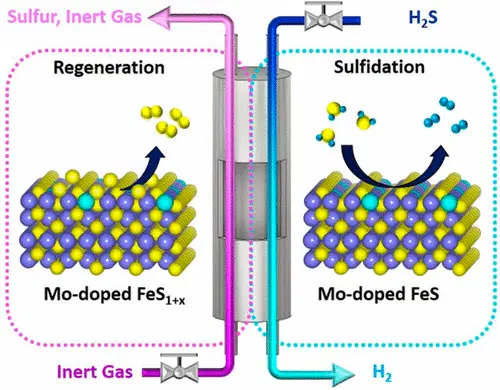 Sulfur, Inert Gas
H₂S
Regeneration
Sulfidation
Mo-doped FeS₁₊ₓ
Mo-doped FeS
Inert Gas
H₂